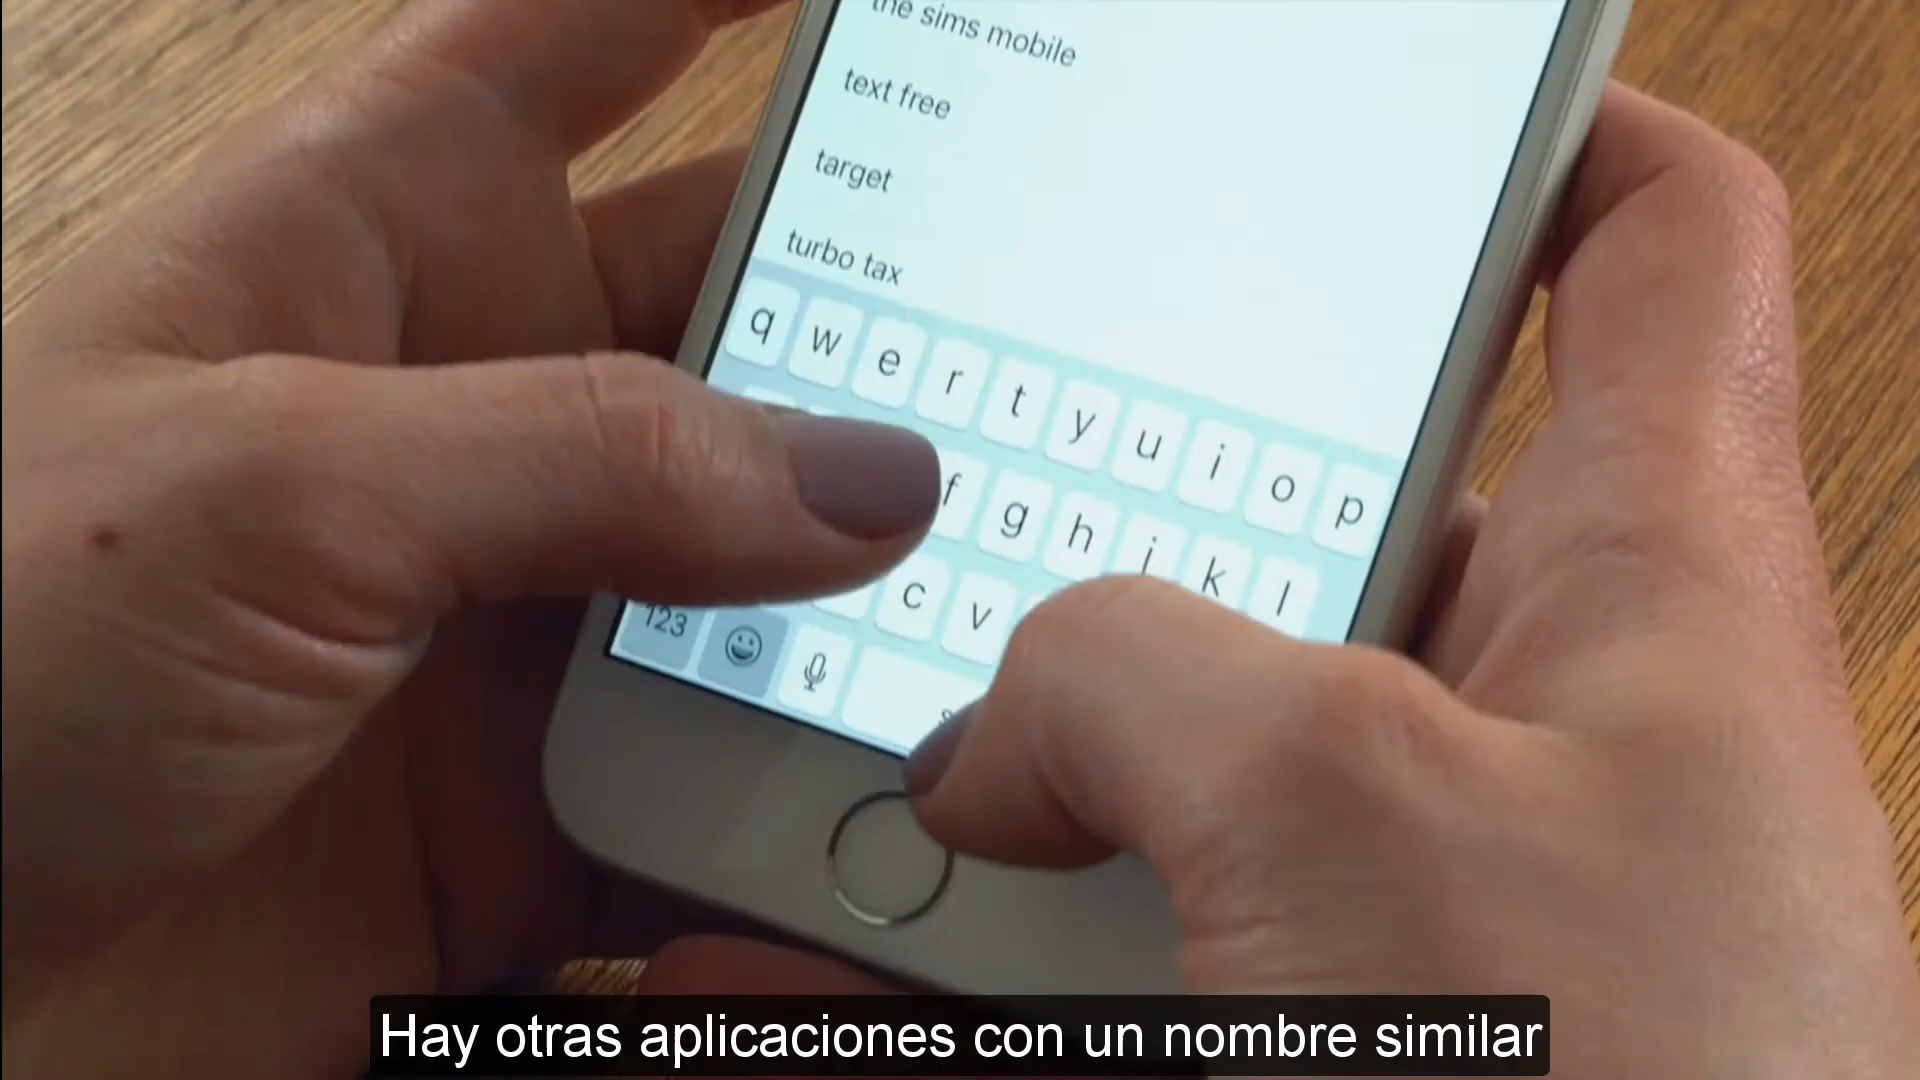 the sims mobile
text free
target
turbo tax
q w e r t y u i o p
f g h j k l
c v
123
Hay otras aplicaciones con un nombre similar